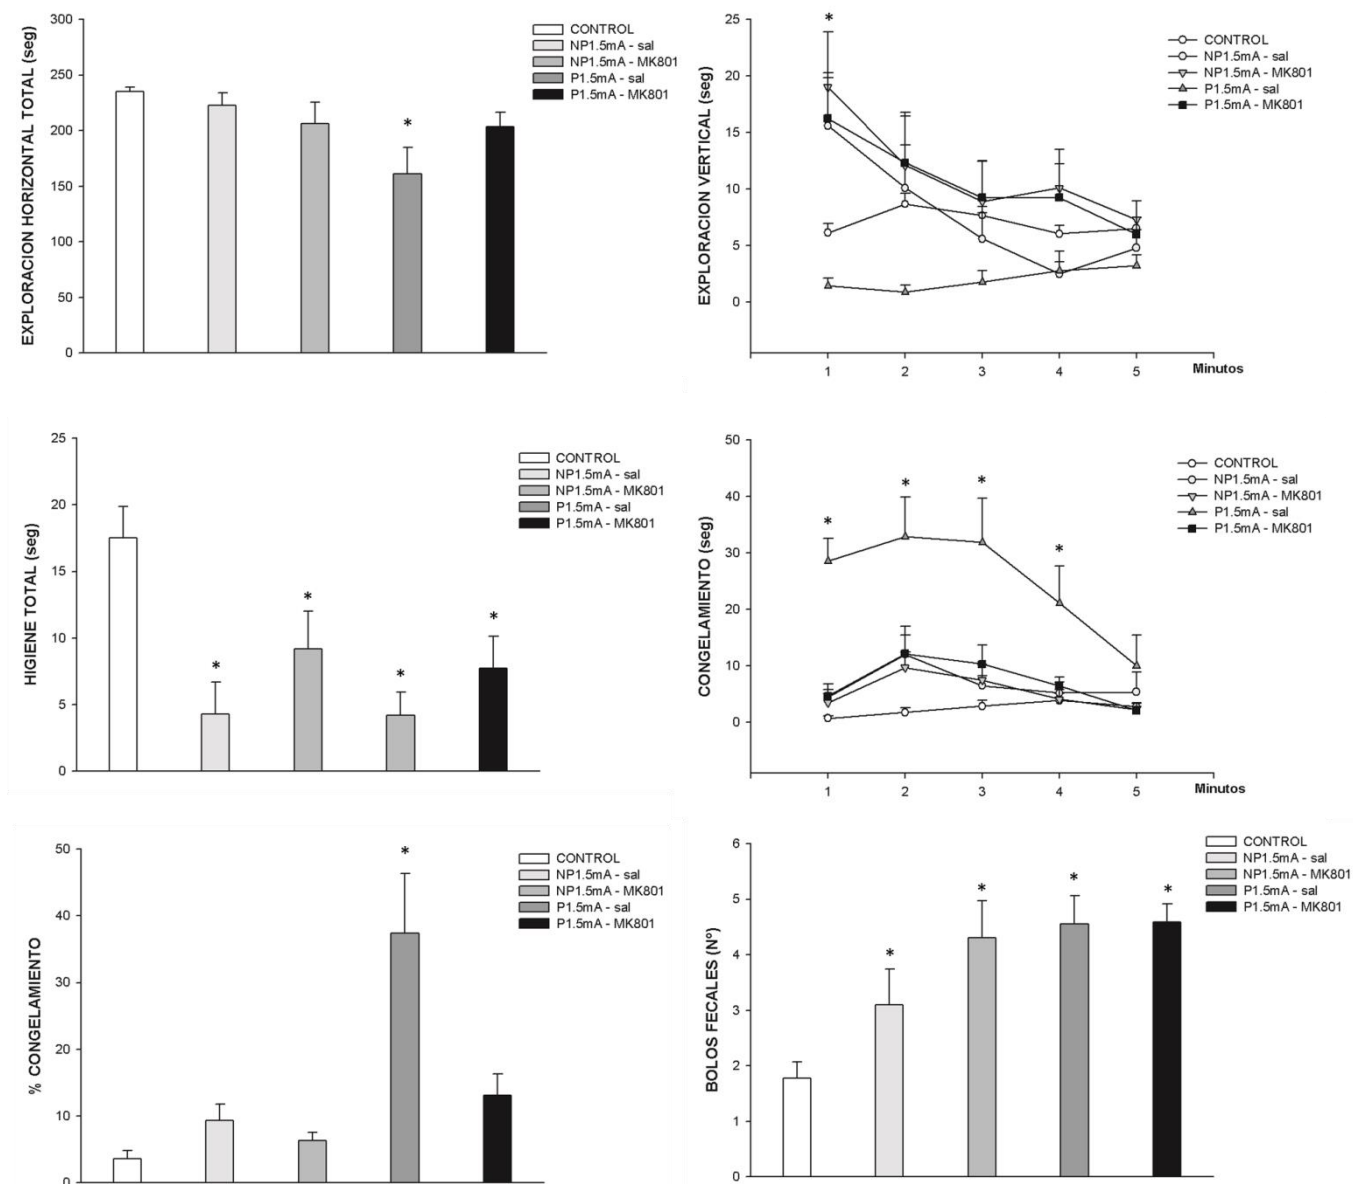 EXPLORACION HORIZONTAL TOTAL (seg)
300
250
200
150
100
50
0
*
CONTROL
NP1.5mA - sal
NP1.5mA - MK801
P1.5mA - sal
P1.5mA - MK801
EXPLORACION VERTICAL (seg)
25
20
15
10
5
0
*
CONTROL
NP1.5mA - sal
NP1.5mA - MK801
P1.5mA - sal
P1.5mA - MK801
1 2 3 4 5 Minutos
HIGIENE TOTAL (seg)
25
20
15
10
5
0
* * * *
CONTROL
NP1.5mA - sal
NP1.5mA - MK801
P1.5mA - sal
P1.5mA - MK801
CONGELAMIENTO (seg)
50
40
30
20
10
0
* * * *
CONTROL
NP1.5mA - sal
NP1.5mA - MK801
P1.5mA - sal
P1.5mA - MK801
1 2 3 4 5 Minutos
% CONGELAMIENTO
50
40
30
20
10
0
*
CONTROL
NP1.5mA - sal
NP1.5mA - MK801
P1.5mA - sal
P1.5mA - MK801
BOLOS FECALES (Nº)
6
5
4
3
2
1
0
* * * *
CONTROL
NP1.5mA - sal
NP1.5mA - MK801
P1.5mA - sal
P1.5mA - MK801